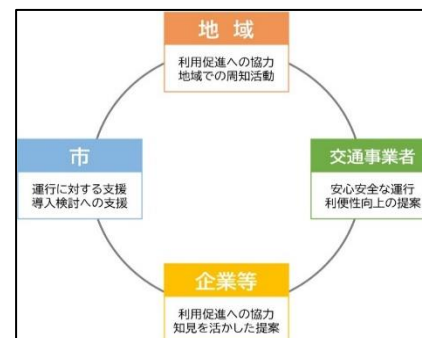 地 域
利用促進への協力
地域での周知活動
市
運行に対する支援
導入検討への支援
交通事業者
安心安全な運行
利便性向上の提案
企業等
利用促進への協力
知見を活かした提案